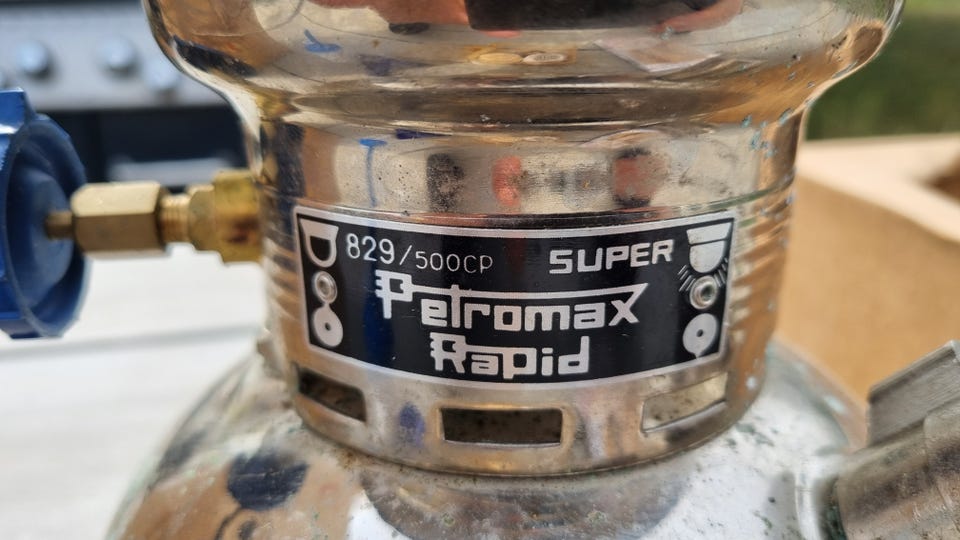 829/500CP SUPER
Petromax
Rapid